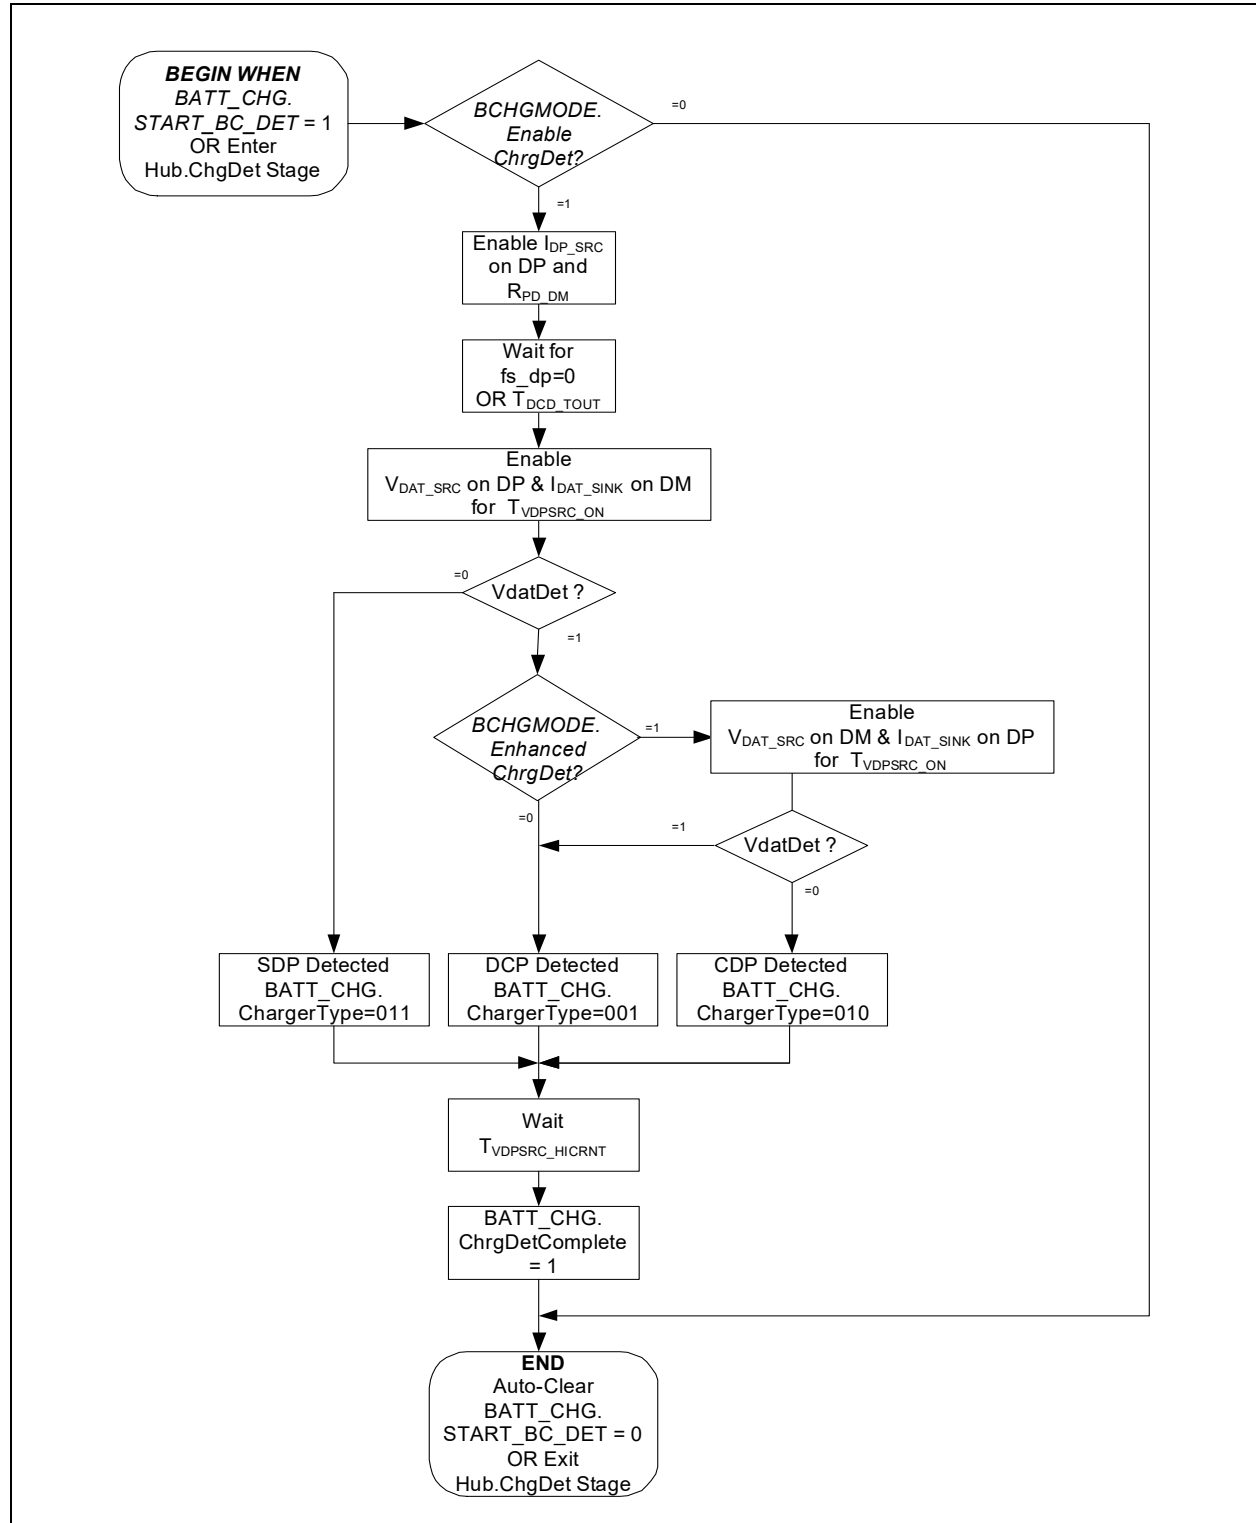 BEGIN WHEN
BATT_CHG.
START_BC_DET = 1
OR Enter
Hub.ChgDet Stage
BCHGMODE.
Enable
ChrgDet?
=0
=1
Enable IDP_SRC
on DP and
RPD_DM
Wait for
fs_dp=0
OR TDCD_TOUT
Enable
VDAT_SRC on DP & IDAT_SINK on DM
for TVDPSRC_ON
=0
VdatDet ?
=1
BCHGMODE.
Enhanced
ChrgDet?
=1
Enable
VDAT_SRC on DM & IDAT_SINK on DP
for TVDPSRC_ON
=0
=1
VdatDet ?
=0
SDP Detected
BATT_CHG.
ChargerType=011
DCP Detected
BATT_CHG.
ChargerType=001
CDP Detected
BATT_CHG.
ChargerType=010
Wait
TVDPSRC_HICRNT
BATT_CHG.
ChrgDetComplete
= 1
END
Auto-Clear
BATT_CHG.
START_BC_DET = 0
OR Exit
Hub.ChgDet Stage